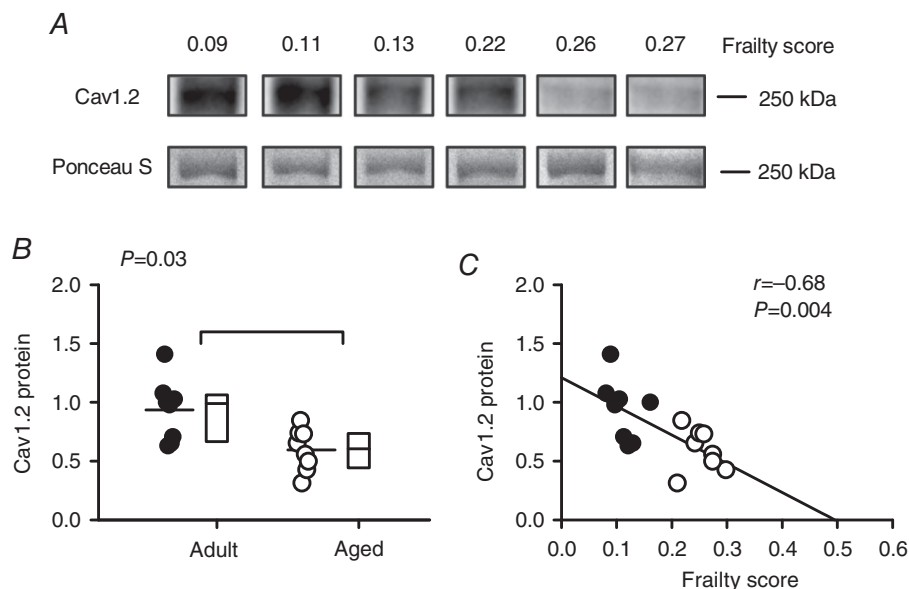 A
0.09 0.11 0.13 0.22 0.26 0.27 Frailty score
Cav1.2 250 kDa
Ponceau S 250 kDa
B
P=0.03
2.0
1.5
1.0
0.5
0.0
Cav1.2 protein
Adult Aged
C
r=–0.68
P=0.004
2.0
1.5
1.0
0.5
0.0
Cav1.2 protein
0.0 0.1 0.2 0.3 0.4 0.5 0.6
Frailty score